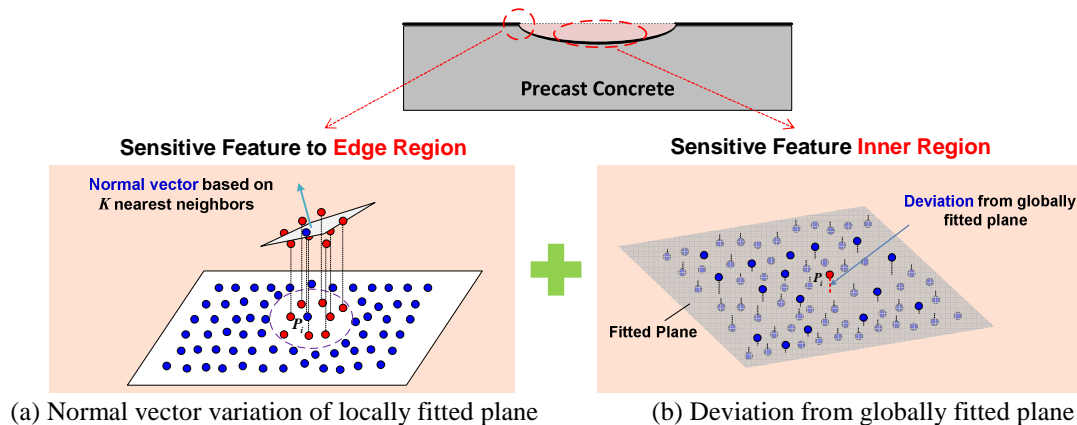 Precast Concrete
Sensitive Feature to Edge Region
Normal vector based on
K nearest neighbors
P_i
(a) Normal vector variation of locally fitted plane
Sensitive Feature Inner Region
Deviation from globally
fitted plane
P_i
Fitted Plane
(b) Deviation from globally fitted plane